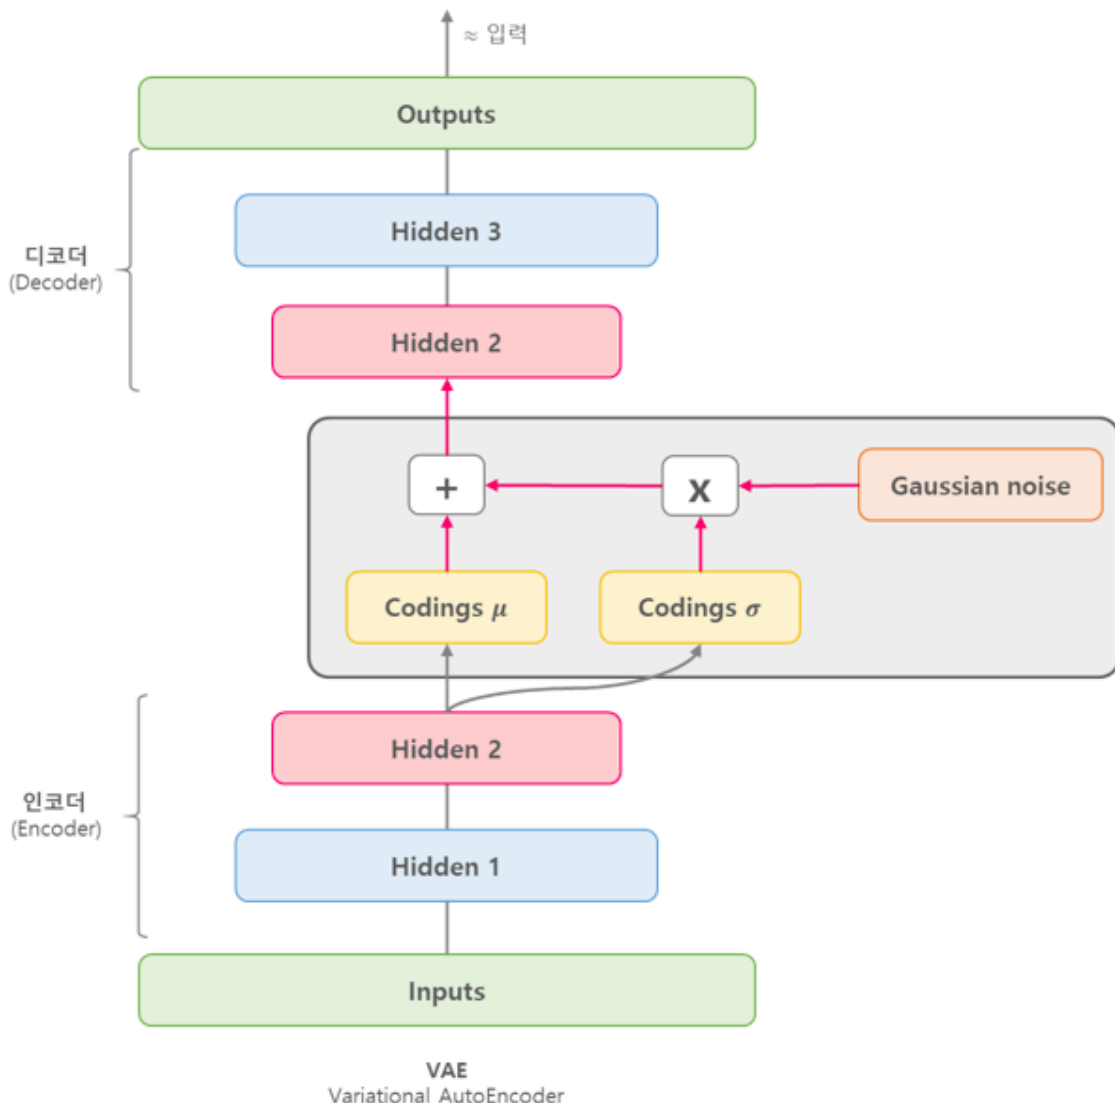 ≈ 입력
Outputs
Hidden 3
디코더
(Decoder)
Hidden 2
+
x
Gaussian noise
Codings μ
Codings σ
Hidden 2
인코더
(Encoder)
Hidden 1
Inputs
VAE
Variational AutoEncoder